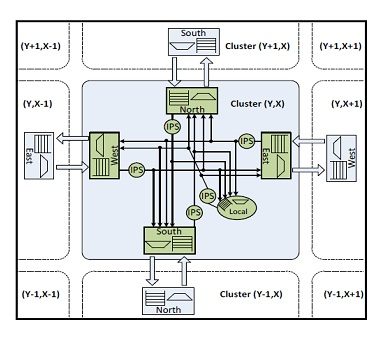 South
(Y+1,X-1)
Cluster (Y+1,X)
(Y+1,X+1)
(Y,X-1)
Cluster (Y,X)
(Y,X+1)
North
IPS
East
West
IPS
IPS
East
West
IPS
IPS
Local
South
(Y-1,X-1)
North
Cluster (Y-1,X)
(Y-1,X+1)